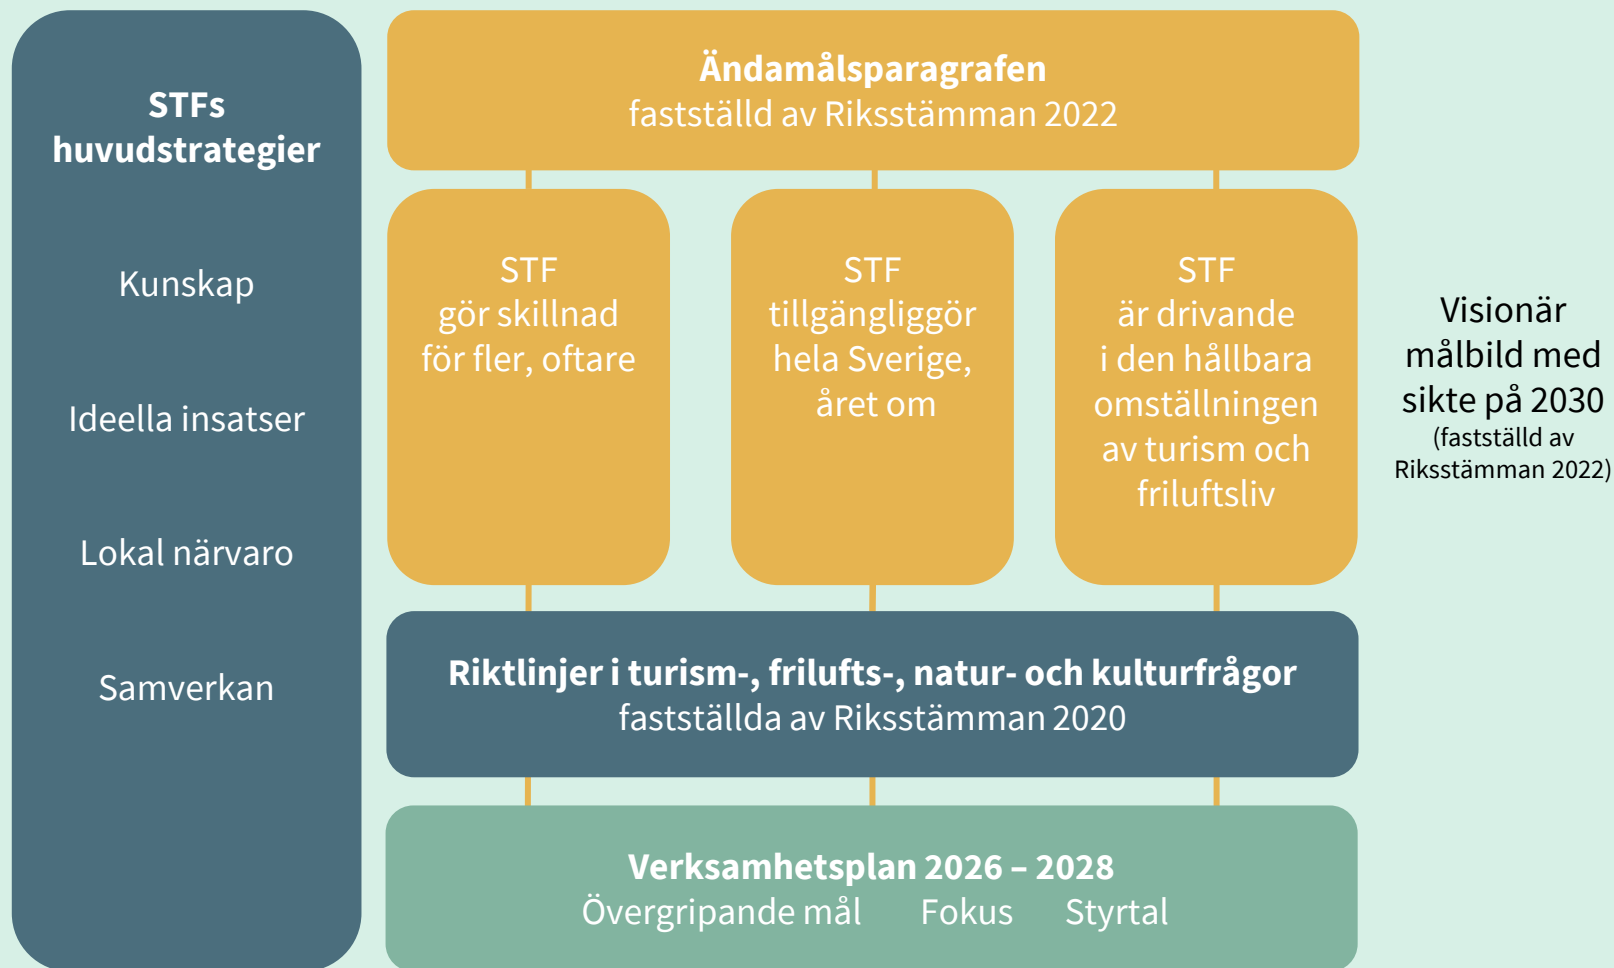 STFs
huvudstrategier
Kunskap
Ideella insatser
Lokal närvaro
Samverkan
Ändamålsparagrafen
fastställd av Riksstämman 2022
STF
gör skillnad
för fler, oftare
STF
tillgängliggör
hela Sverige,
året om
STF
är drivande
i den hållbara
omställningen
av turism och
friluftsliv
Visionär
målbild med
sikte på 2030
(fastställd av
Riksstämman 2022)
Riktlinjer i turism-, frilufts-, natur- och kulturfrågor
fastställda av Riksstämman 2020
Verksamhetsplan 2026 – 2028
Övergripande mål Fokus Styrtal